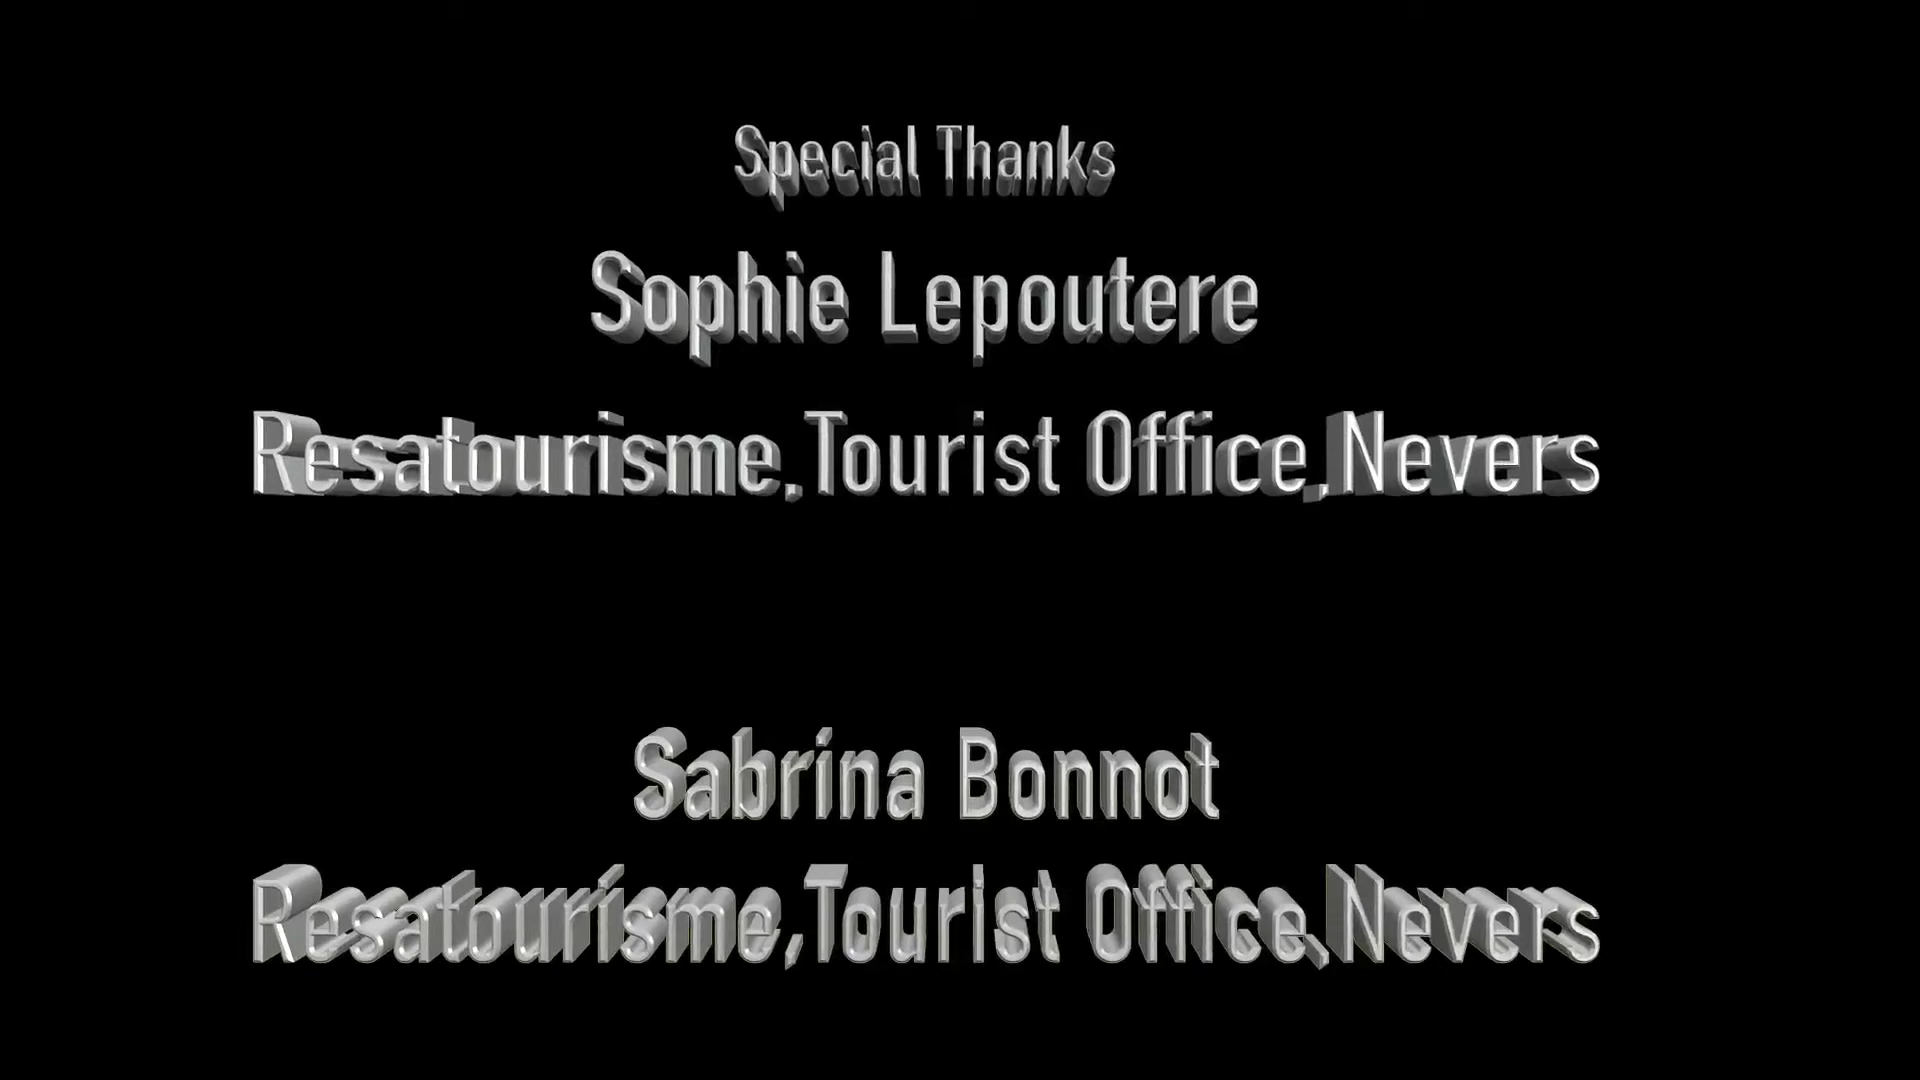 Special Thanks
Sophie Lepoutere
Resatourisme,Tourist Office,Nevers
Sabrina Bonnot
Resatourisme,Tourist Office,Nevers